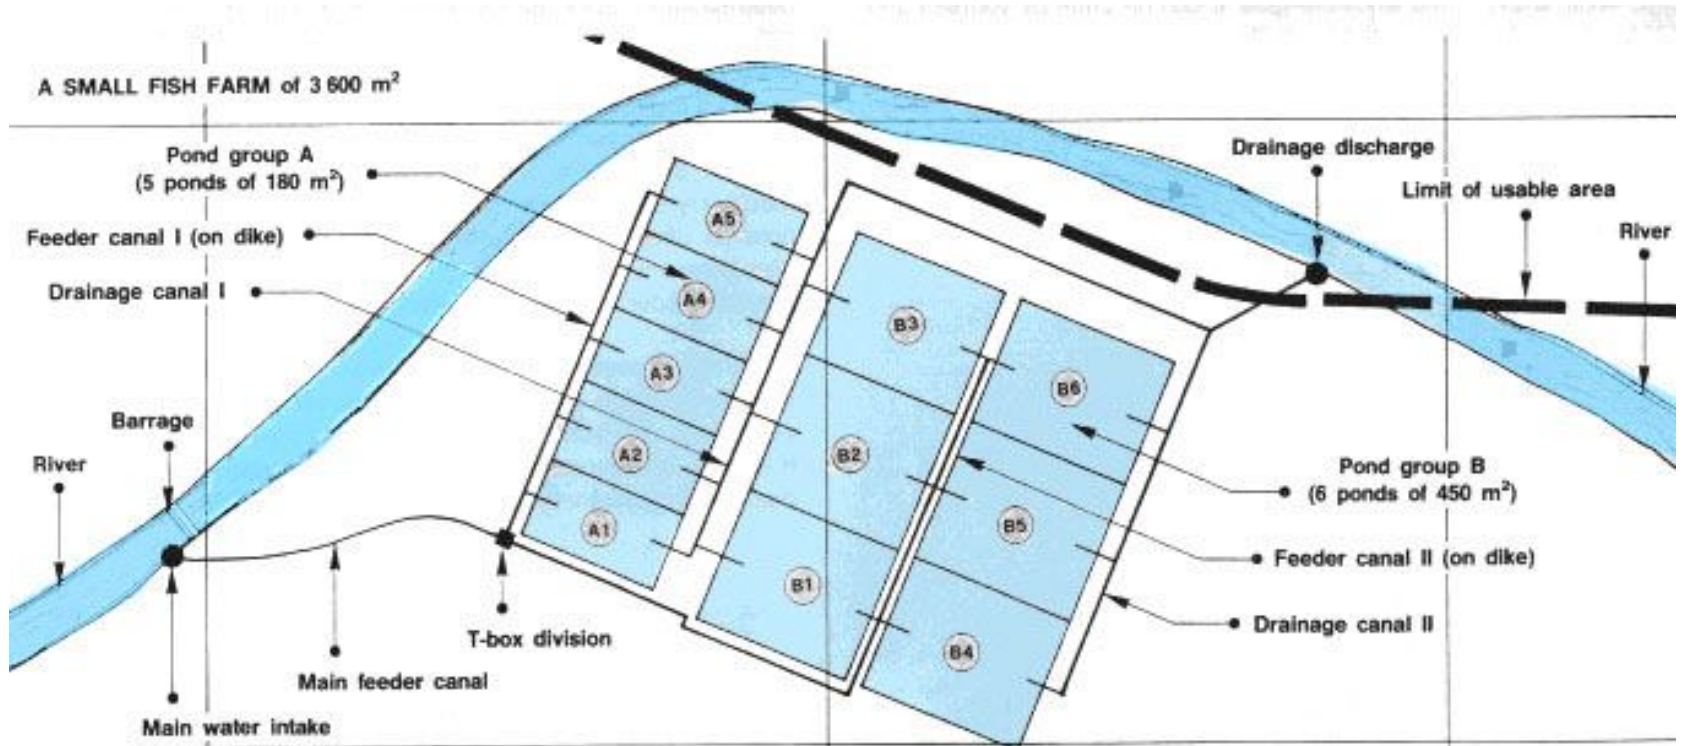 A SMALL FISH FARM of 3 600 m²
Pond group A
(5 ponds of 180 m²)
Feeder canal I (on dike)
Drainage canal I
Barrage
River
Main water intake
Main feeder canal
T-box division
A5
A4
A3
A2
A1
B3
B2
B1
B6
B5
B4
Drainage discharge
Limit of usable area
River
Pond group B
(6 ponds of 450 m²)
Feeder canal II (on dike)
Drainage canal II